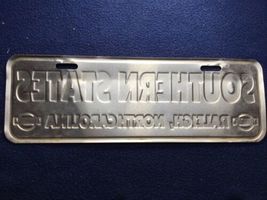 SOUTHERN STATES
RALEIGH, NORTH CAROLINA